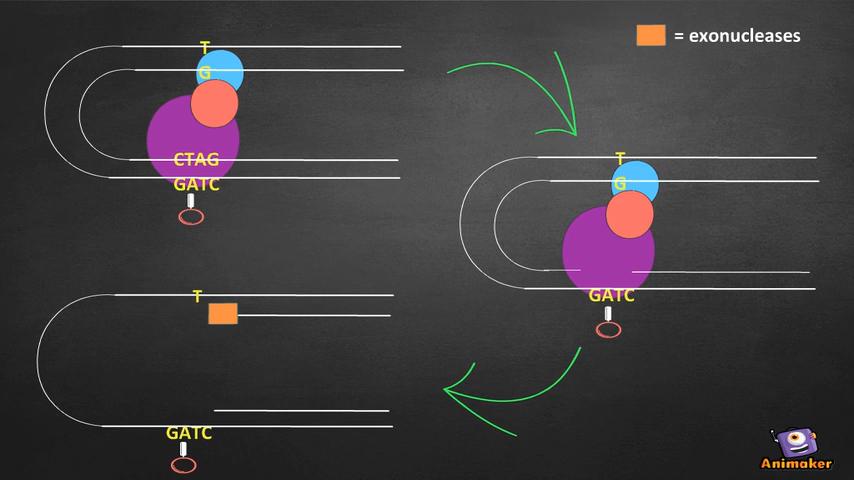 = exonucleases
T
G
CTAG
GATC
T
G
GATC
T
GATC
Animaker